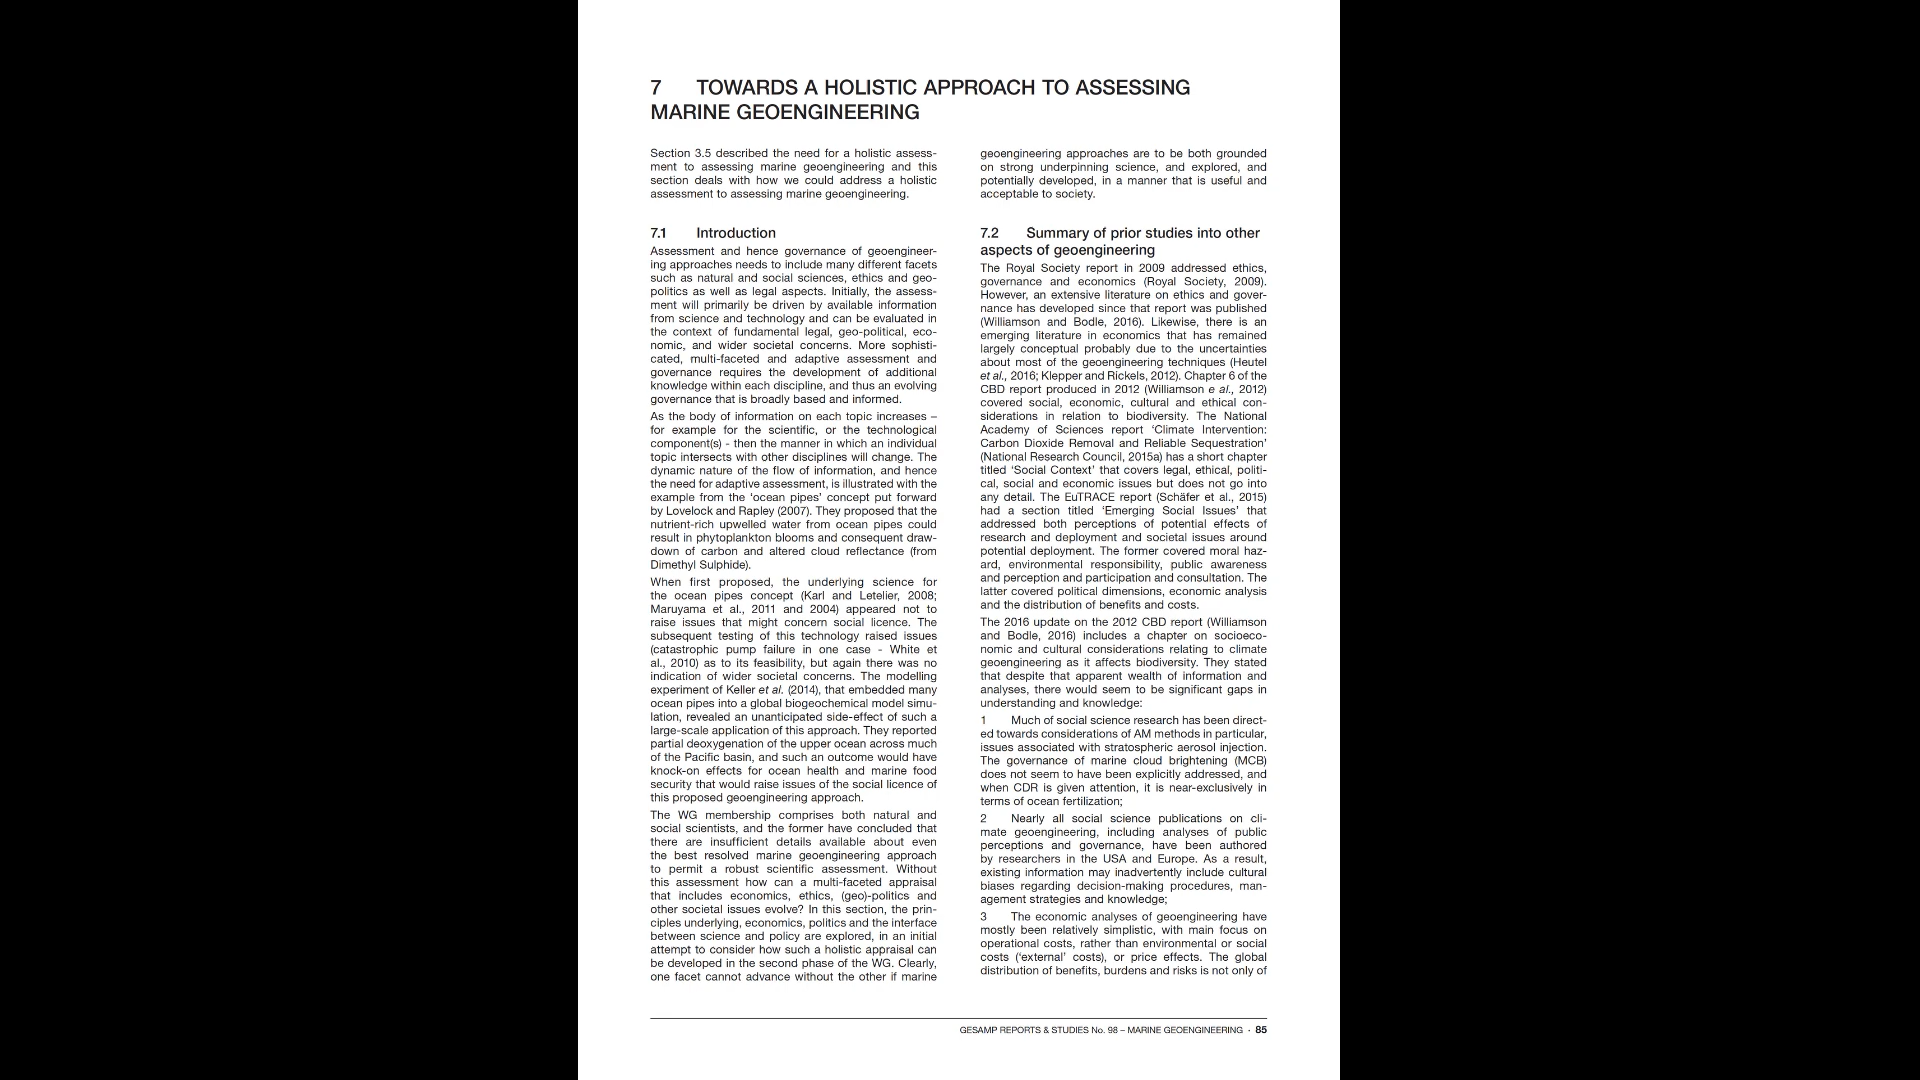 7 TOWARDS A HOLISTIC APPROACH TO ASSESSING
MARINE GEOENGINEERING
Section 3.5 described the need for a holistic assess-
ment to assessing marine geoengineering and this
section deals with how we could address a holistic
assessment to assessing marine geoengineering.
7.1 Introduction
Assessment and hence governance of geoengineer-
ing approaches needs to include many different facets
such as natural and social sciences, ethics and geo-
politics as well as legal aspects. Initially, the assess-
ment will primarily be driven by available information
from science and technology and can be evaluated in
the context of fundamental legal, geo-political, eco-
nomic, and wider societal concerns. More sophisti-
cated, multi-faceted and adaptive assessment and
governance requires the development of additional
knowledge within each discipline, and thus an evolving
governance that is broadly based and informed.
As the body of information on each topic increases –
for example for the scientific, or the technological
component(s) - then the manner in which an individual
topic intersects with other disciplines will change. The
dynamic nature of the flow of information, and hence
the need for adaptive assessment, is illustrated with the
example from the ‘ocean pipes’ concept put forward
by Lovelock and Rapley (2007). They proposed that the
nutrient-rich upwelled water from ocean pipes could
result in phytoplankton blooms and consequent draw-
down of carbon and altered cloud reflectance (from
Dimethyl Sulphide).
When first proposed, the underlying science for
the ocean pipes concept (Karl and Letelier, 2008;
Maruyama et al., 2011 and 2004) appeared not to
raise issues that might concern social licence. The
subsequent testing of this technology raised issues
(catastrophic pump failure in one case - White et
al., 2010) as to its feasibility, but again there was no
indication of wider societal concerns. The modelling
experiment of Keller et al. (2014), that embedded many
ocean pipes into a global biogeochemical model simu-
lation, revealed an unanticipated side-effect of such a
large-scale application of this approach. They reported
partial deoxygenation of the upper ocean across much
of the Pacific basin, and such an outcome would have
knock-on effects for ocean health and marine food
security that would raise issues of the social licence of
this proposed geoengineering approach.
The WG membership comprises both natural and
social scientists, and the former have concluded that
there are insufficient details available about even
the best resolved marine geoengineering approach
to permit a robust scientific assessment. Without
this assessment how can a multi-faceted appraisal
that includes economics, ethics, (geo)-politics and
other societal issues evolve? In this section, the prin-
ciples underlying, economics, politics and the interface
between science and policy are explored, in an initial
attempt to consider how such a holistic appraisal can
be developed in the second phase of the WG. Clearly,
one facet cannot advance without the other if marine
geoengineering approaches are to be both grounded
on strong underpinning science, and explored, and
potentially developed, in a manner that is useful and
acceptable to society.
7.2 Summary of prior studies into other
aspects of geoengineering
The Royal Society report in 2009 addressed ethics,
governance and economics (Royal Society, 2009).
However, an extensive literature on ethics and gover-
nance has developed since that report was published
(Williamson and Bodle, 2016). Likewise, there is an
emerging literature in economics that has remained
largely conceptual probably due to the uncertainties
about most of the geoengineering techniques (Heutel
et al., 2016; Klepper and Rickels, 2012). Chapter 6 of the
CBD report produced in 2012 (Williamson e al., 2012)
covered social, economic, cultural and ethical con-
siderations in relation to biodiversity. The National
Academy of Sciences report ‘Climate Intervention:
Carbon Dioxide Removal and Reliable Sequestration’
(National Research Council, 2015a) has a short chapter
titled ‘Social Context’ that covers legal, ethical, politi-
cal, social and economic issues but does not go into
any detail. The EuTRACE report (Schäfer et al., 2015)
had a section titled ‘Emerging Social Issues’ that
addressed both perceptions of potential effects of
research and deployment and societal issues around
potential deployment. The former covered moral haz-
ard, environmental responsibility, public awareness
and perception and participation and consultation. The
latter covered political dimensions, economic analysis
and the distribution of benefits and costs.
The 2016 update on the 2012 CBD report (Williamson
and Bodle, 2016) includes a chapter on socioeco-
nomic and cultural considerations relating to climate
geoengineering as it affects biodiversity. They stated
that despite that apparent wealth of information and
analyses, there would seem to be significant gaps in
understanding and knowledge:
1 Much of social science research has been direct-
ed towards considerations of AM methods in particular,
issues associated with stratospheric aerosol injection.
The governance of marine cloud brightening (MCB)
does not seem to have been explicitly addressed, and
when CDR is given attention, it is near-exclusively in
terms of ocean fertilization;
2 Nearly all social science publications on cli-
mate geoengineering, including analyses of public
perceptions and governance, have been authored
by researchers in the USA and Europe. As a result,
existing information may inadvertently include cultural
biases regarding decision-making procedures, man-
agement strategies and knowledge;
3 The economic analyses of geoengineering have
mostly been relatively simplistic, with main focus on
operational costs, rather than environmental or social
costs (‘external’ costs), or price effects. The global
distribution of benefits, burdens and risks is not only of
GESAMP REPORTS & STUDIES No. 98 – MARINE GEOENGINEERING · 85